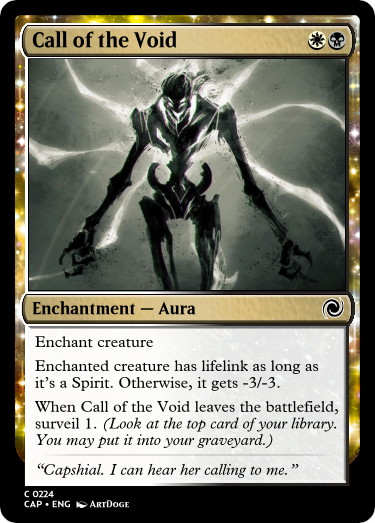 Call of the Void
Enchantment — Aura
Enchant creature
Enchanted creature has lifelink as long as
it's a Spirit. Otherwise, it gets -3/-3.
When Call of the Void leaves the battlefield,
surveil 1. (Look at the top card of your library.
You may put it into your graveyard.)
“Capshial. I can hear her calling to me.”
C 0224
CAP • ENG ArtDoge